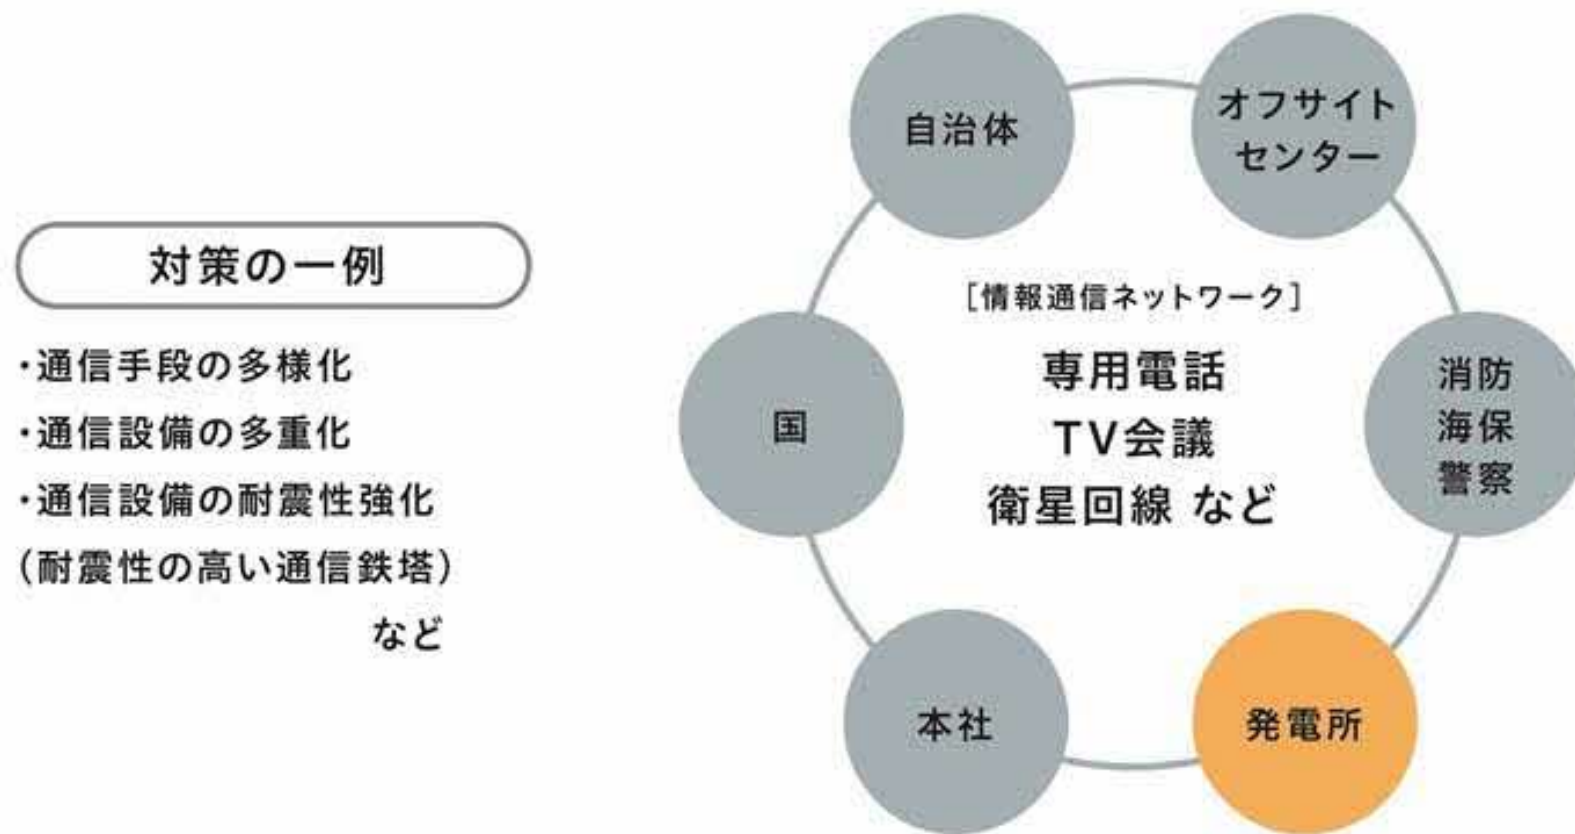 対策の一例
・通信手段の多様化
・通信設備の多重化
・通信設備の耐震性強化
(耐震性の高い通信鉄塔)
など
自治体
オフサイト
センター
国
［情報通信ネットワーク］
専用電話
TV会議
衛星回線 など
消防
海保
警察
本社
発電所